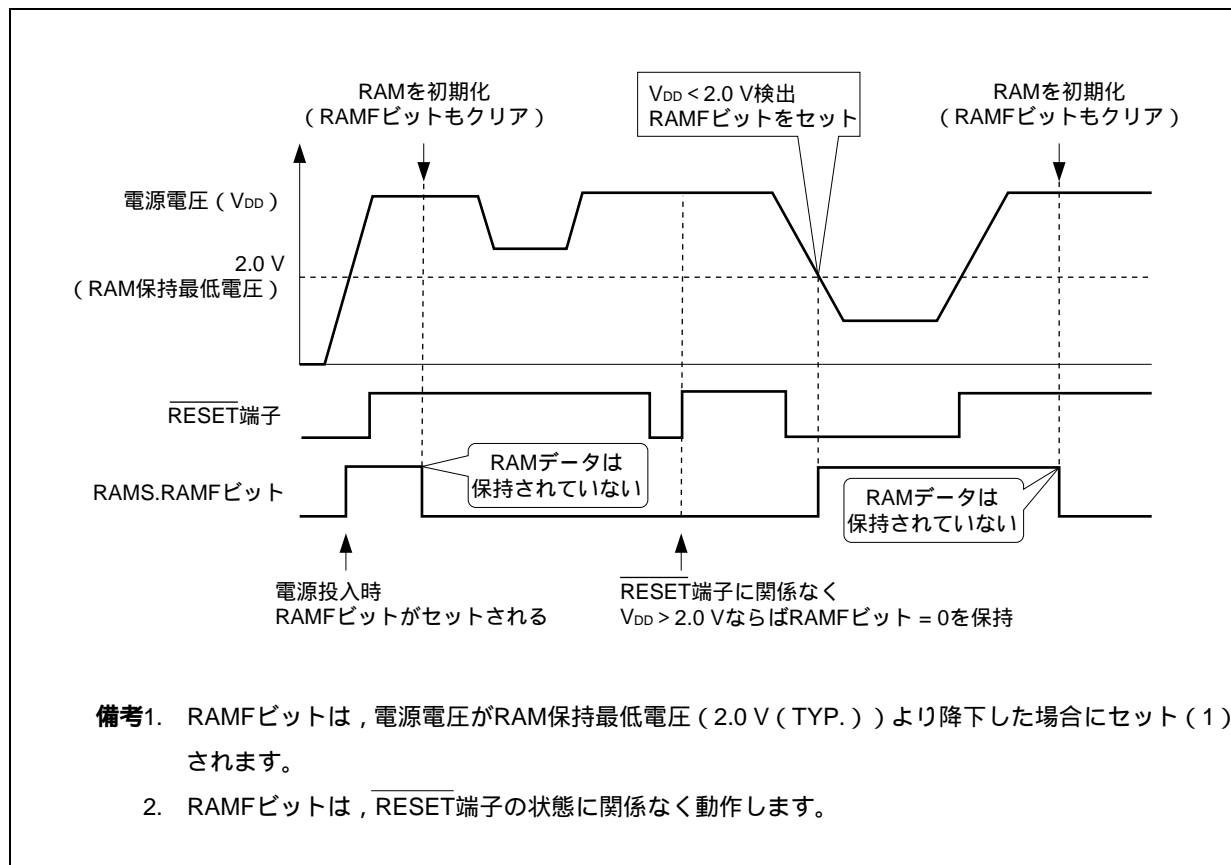 RAMを初期化
（RAMFビットもクリア）
VDD＜2.0 V検出
RAMFビットをセット
RAMを初期化
（RAMFビットもクリア）
電源電圧（VDD）
2.0 V
（RAM保持最低電圧）
RESET端子
RAMデータは
保持されていない
RAMS.RAMFビット
RAMデータは
保持されていない
電源投入時
RAMFビットがセットされる
RESET端子に関係なく
VDD＞2.0 VならばRAMFビット = 0を保持
備考1. RAMFビットは，電源電圧がRAM保持最低電圧（2.0 V（TYP.））より降下した場合にセット（1）
されます。
2. RAMFビットは，RESET端子の状態に関係なく動作します。